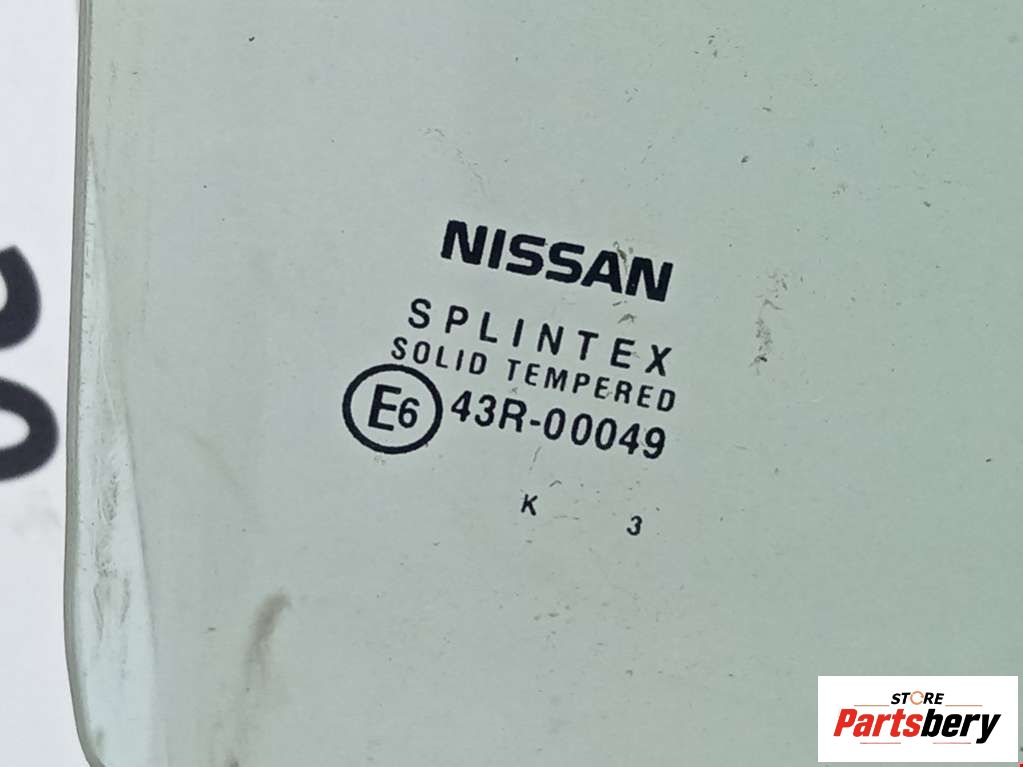 NISSAN
SPLINTEX
SOLID TEMPERED
E6 43R-00049
K 3
STORE
Partsbery